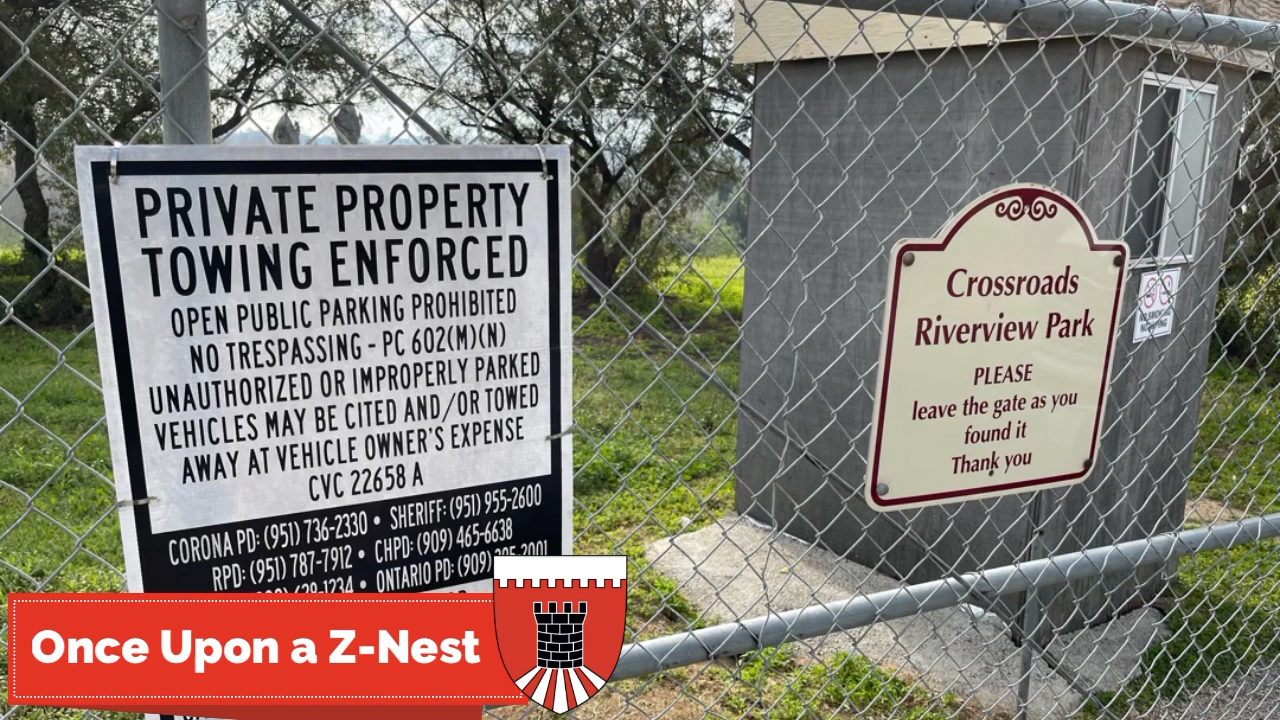 PRIVATE PROPERTY
TOWING ENFORCED
OPEN PUBLIC PARKING PROHIBITED
NO TRESPASSING - PC 602(M)(N)
UNAUTHORIZED OR IMPROPERLY PARKED
VEHICLES MAY BE CITED AND/OR TOWED
AWAY AT VEHICLE OWNER'S EXPENSE
CVC 22658 A
CORONA PD: (951) 736-2330 • SHERIFF: (951) 955-2600
RPD: (951) 787-7912 • CHPD: (909) 465-6638
• ONTARIO PD: (909)
Crossroads
Riverview Park
PLEASE
leave the gate as you
found it
Thank you
NO SMOKING
Once Upon a Z-Nest